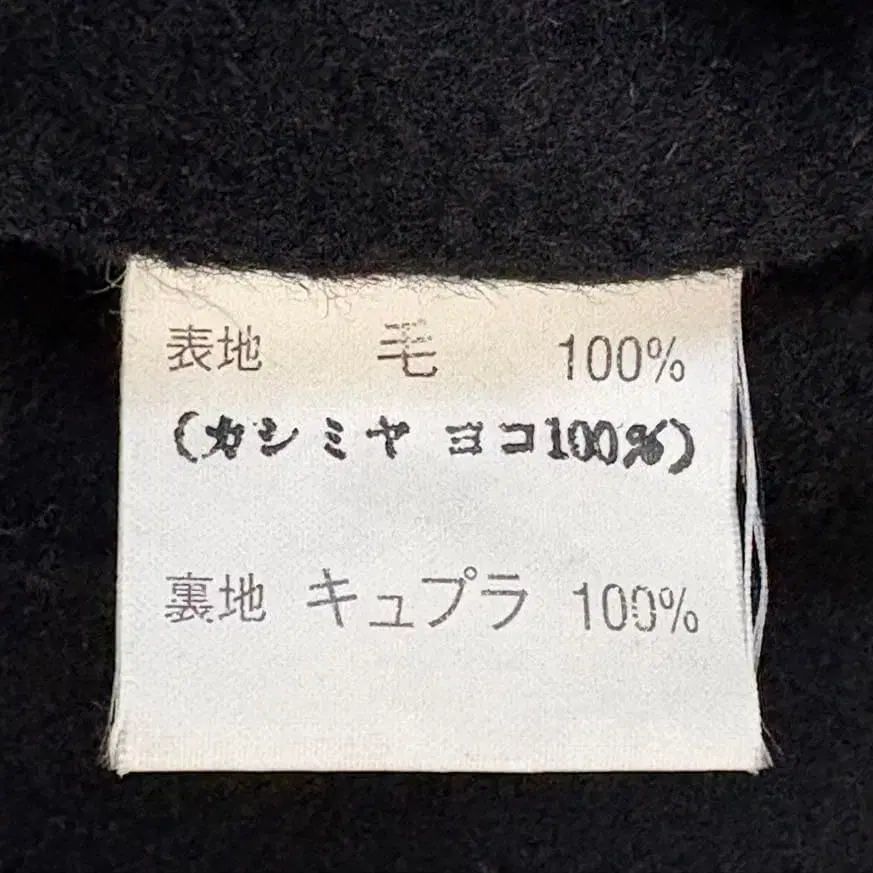 表地 毛 100%
(カシミヤ ヨコ100%)
裏地 キュプラ 100%